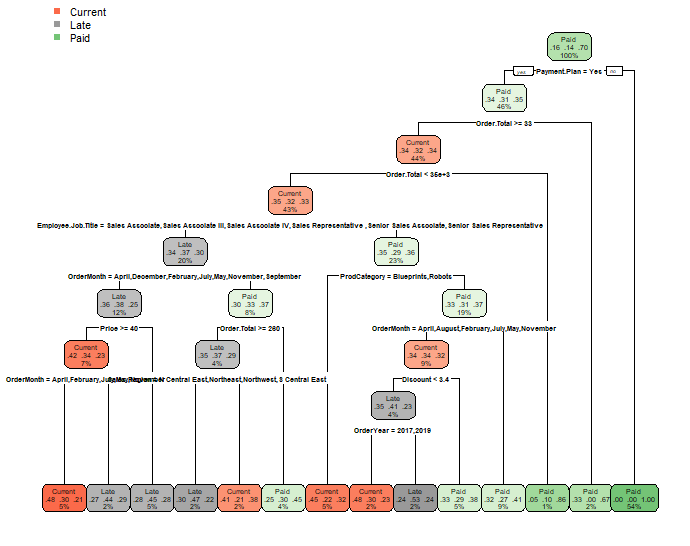 Current
Late
Paid
Paid
.16 .14 .70
100%
yes
Payment.Plan = Yes
no
Paid
.34 .31 .35
46%
Order.Total >= 33
Current
.34 .32 .34
44%
Order.Total < 35e+3
Current
.35 .32 .33
43%
Employee.Job.Title = Sales Associate,Sales Associate III,Sales Associate IV,Sales Representative ,Senior Sales Associate,Senior Sales Representative
Late
.34 .37 .30
20%
Paid
.35 .29 .36
23%
OrderMonth = April,December,February,July,May,November,September
ProdCategory = Blueprints,Robots
Late
.36 .38 .25
12%
Paid
.30 .33 .37
8%
Paid
.33 .31 .37
19%
Price >= 40
Order.Total >= 260
OrderMonth = April,August,February,July,May,November
Current
.42 .34 .23
7%
Late
.35 .37 .29
4%
Current
.34 .34 .32
9%
OrderMonth = April,February,July,May,November
Central East,Northeast,Northwest,S Central East
Discount < 3.4
Late
.35 .41 .23
4%
OrderYear = 2017,2019
Current
.48 .30 .21
5%
Late
.27 .44 .29
2%
Late
.28 .45 .28
5%
Late
.30 .47 .22
2%
Current
.41 .21 .38
2%
Paid
.25 .30 .45
4%
Current
.45 .22 .32
5%
Current
.48 .30 .23
2%
Late
.24 .53 .24
2%
Paid
.33 .29 .38
5%
Paid
.32 .27 .41
9%
Paid
.05 .10 .86
1%
Paid
.33 .00 .67
2%
Paid
.00 .00 1.00
54%